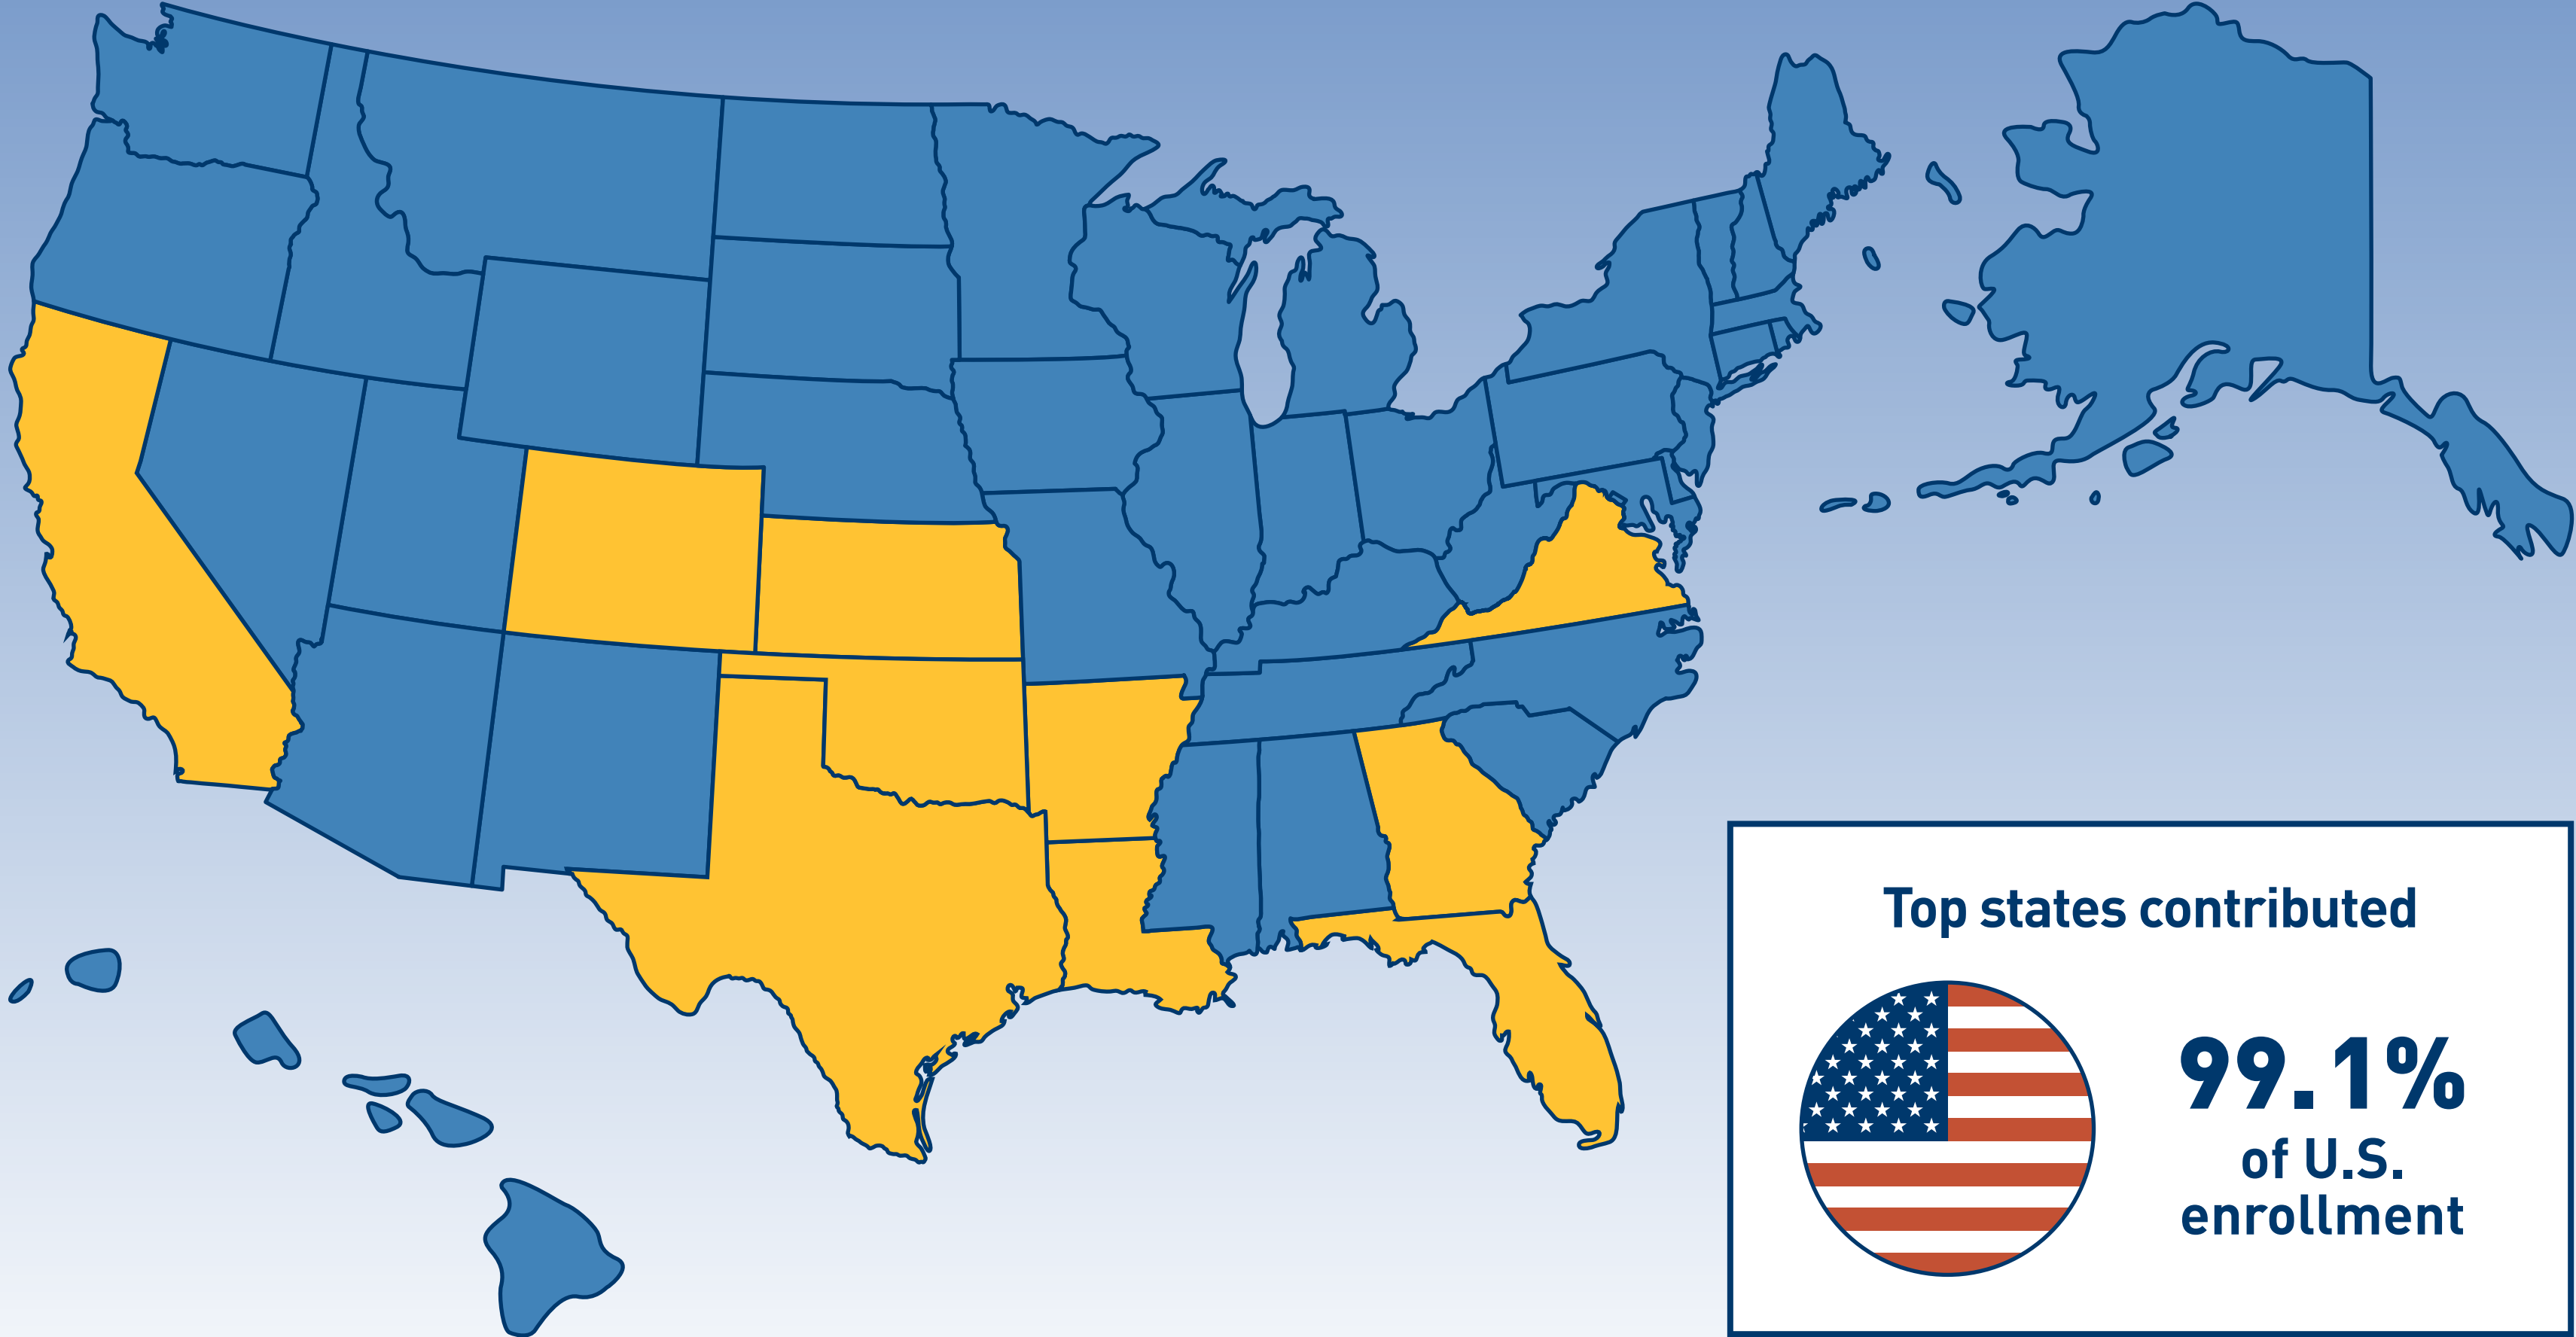 Top states contributed
99.1%
of U.S.
enrollment